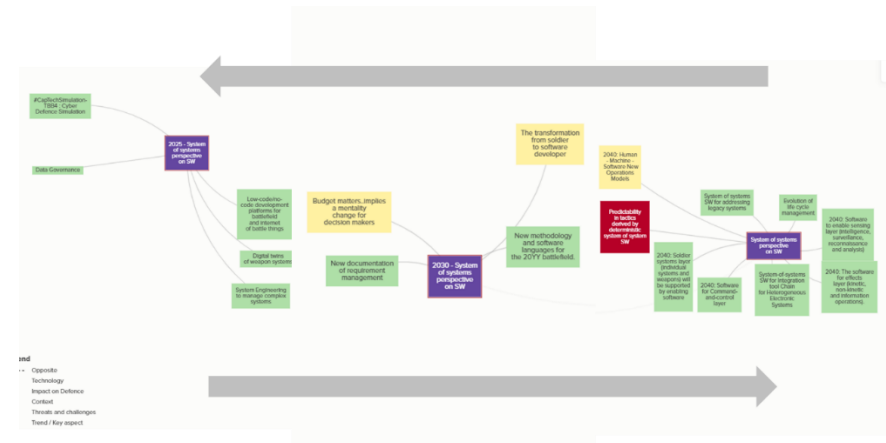 #CapTechSimulation-
TBB4 : Cyber
Defence Simulation
Data Governance
2025 - System
of systems
perspective
on SW
Low-code/no-
code development
platforms for
battlefield
and internet
of battle things
Digital twins
of weapon system
System Engineering
to manage complex
systems
Budget matters..implies
a mentality
change for
decision makers
New documentation
of requirement
management
2030 - System
of systems
perspective
on SW
The transformation
from soldier
to software
developer
New methodology
and software
languages for
the 20YY battlefield.
2040: Human
- Machine -
Software-New
Operations
Models
Predictability
in tactics
derived by
deterministic
system of system
SW
System of systems
SW for addressing
legacy systems
Evolution of
life cycle
management
System of systems
perspective
on SW
2040: Software
to enable sensing
layer (intelligence,
surveillance,
reconnaissance
and analysis)
2040: Soldier
systems layer
(individual
systems and
weapons) will
be supported
by enabling
software
2040: Software
for Command-
and-control
layer
System-of-systems
SW for Integration
tool Chain
for Heterogeneous
Electronic
Systems
2040: The software
for effects
layer (kinetic,
non-kinetic
and information
operations).
end
Opposito
Technology
Impact on Defence
Context
Threats and challenges
Trend / Key aspect